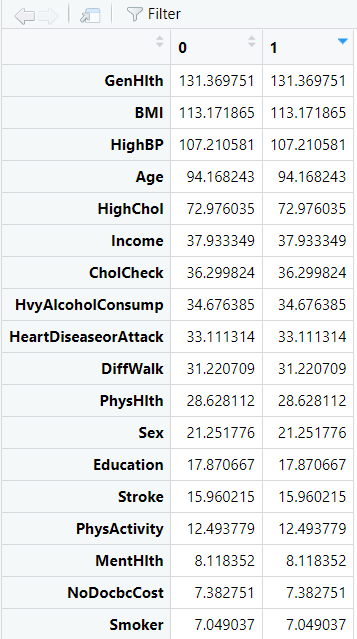 Filter
0 1
GenHlth 131.369751 131.369751
BMI 113.171865 113.171865
HighBP 107.210581 107.210581
Age 94.168243 94.168243
HighChol 72.976035 72.976035
Income 37.933349 37.933349
CholCheck 36.299824 36.299824
HvyAlcoholConsump 34.676385 34.676385
HeartDiseaseorAttack 33.111314 33.111314
DiffWalk 31.220709 31.220709
PhysHlth 28.628112 28.628112
Sex 21.251776 21.251776
Education 17.870667 17.870667
Stroke 15.960215 15.960215
PhysActivity 12.493779 12.493779
MentHlth 8.118352 8.118352
NoDocbcCost 7.382751 7.382751
Smoker 7.049037 7.049037